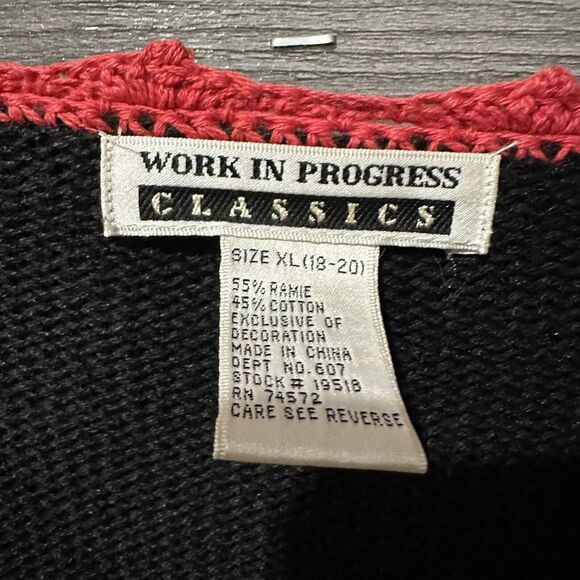 WORK IN PROGRESS
CLASSICS
SIZE XL(18-20)
55% RAMIE
45% COTTON
EXCLUSIVE OF
DECORATION
MADE IN CHINA
DEPT NO. 607
STOCK # 19518
RN 74572
CARE SEE REVERSE